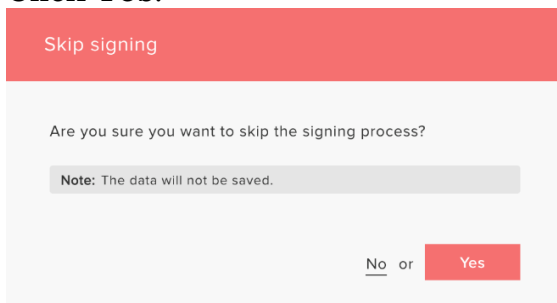 Skip signing
Are you sure you want to skip the signing process?
Note: The data will not be saved.
No or Yes